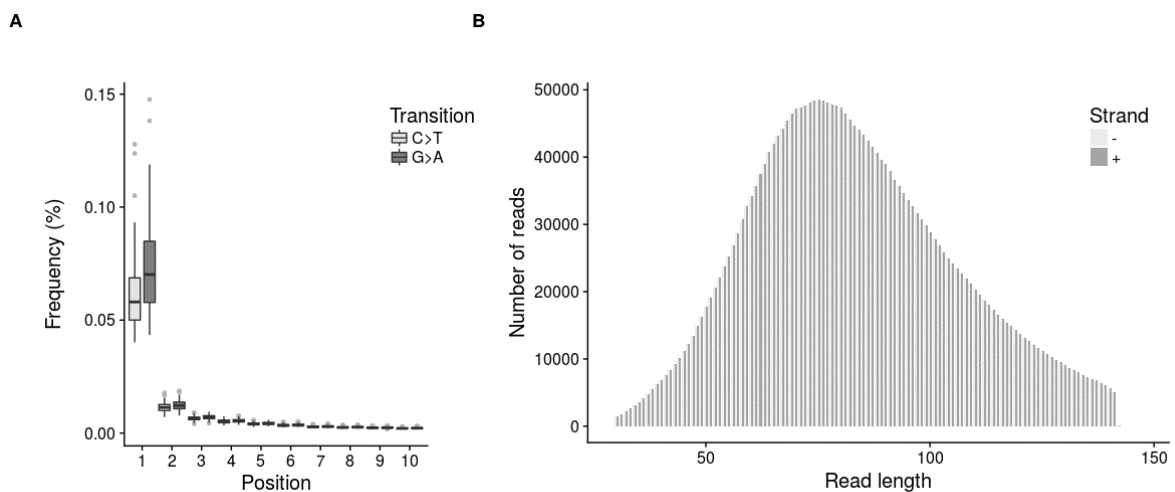 A
Frequency (%)
0.15
0.10
0.05
0.00
1 2 3 4 5 6 7 8 9 10
Position
Transition
C>T
G>A
B
Number of reads
50000
40000
30000
20000
10000
0
50 100 150
Read length
Strand
-
+